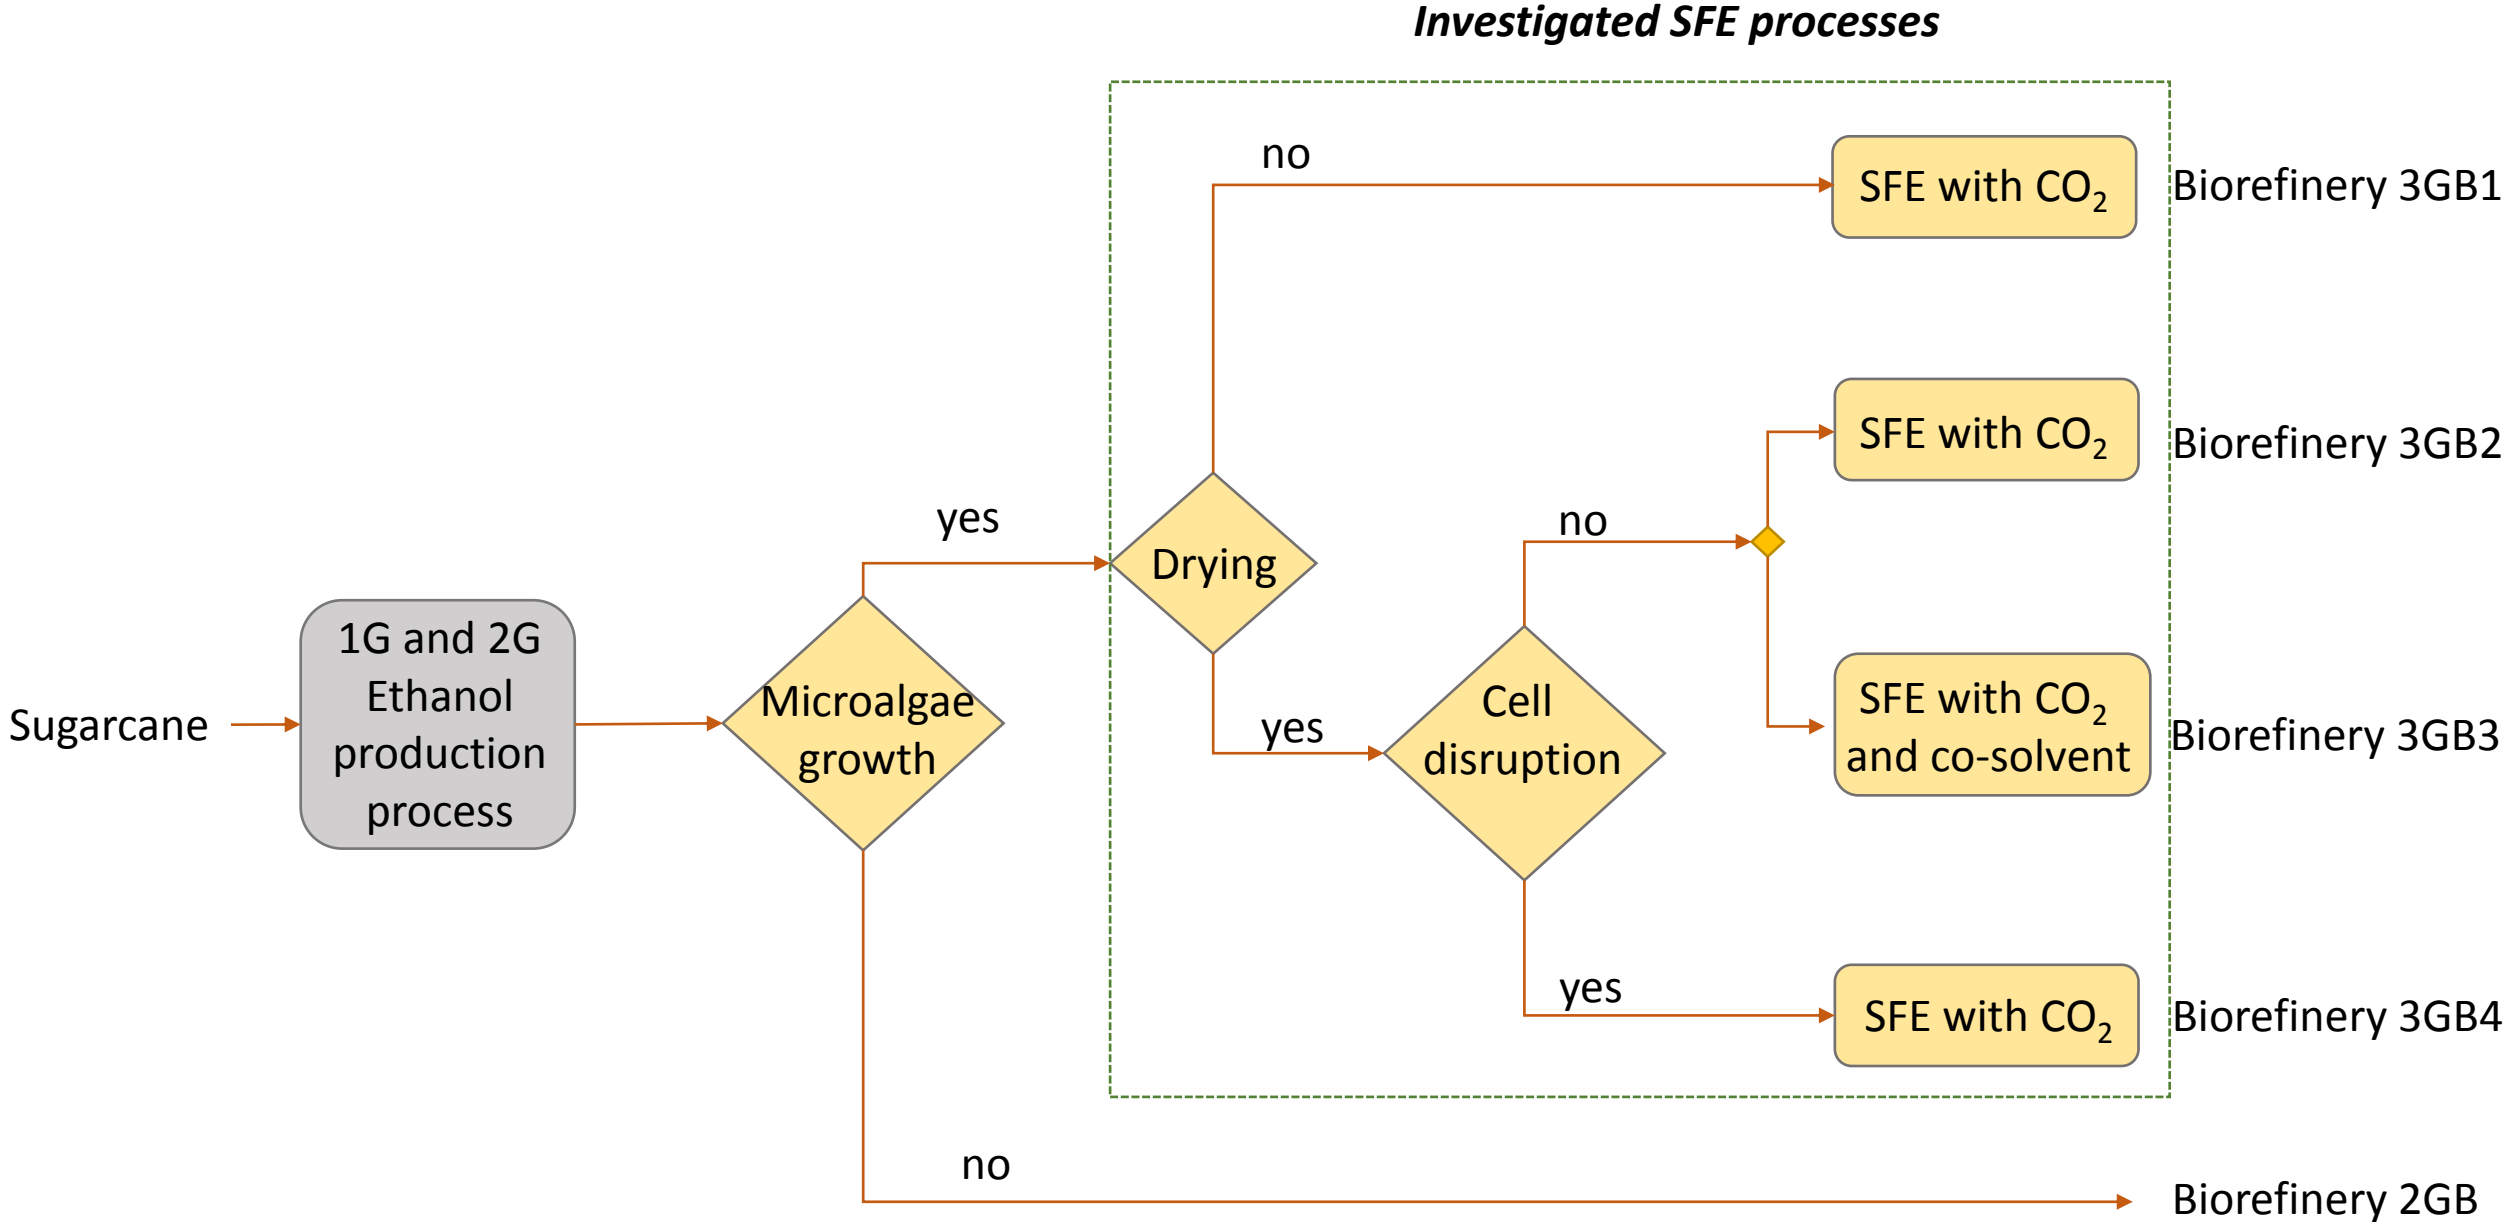 Investigated SFE processes
no
SFE with CO₂
Biorefinery 3GB1
SFE with CO₂
Biorefinery 3GB2
yes
no
Drying
1G and 2G
Ethanol
production
process
Sugarcane
Microalgae
growth
yes
Cell
disruption
SFE with CO₂
and co-solvent
Biorefinery 3GB3
yes
SFE with CO₂
Biorefinery 3GB4
no
Biorefinery 2GB